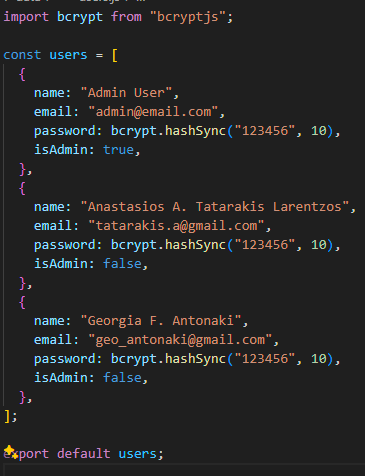 import bcrypt from "bcryptjs";
const users = [
{
name: "Admin User",
email: "admin@email.com",
password: bcrypt.hashSync("123456", 10),
isAdmin: true,
},
{
name: "Anastasios A. Tatarakis Larentzos",
email: "tatarakis.a@gmail.com",
password: bcrypt.hashSync("123456", 10),
isAdmin: false,
},
{
name: "Georgia F. Antonaki",
email: "geo_antonaki@gmail.com",
password: bcrypt.hashSync("123456", 10),
isAdmin: false,
},
];
export default users;